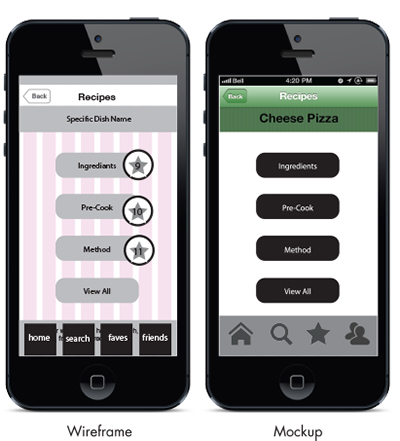 Back Recipes
Specific Dish Name
Ingrediants 9
Pre-Cook 10
Method 11
View All
home search faves friends
Wireframe
Bell 4:20 PM
Back Recipes
Cheese Pizza
Ingredients
Pre-Cook
Method
View All
Mockup